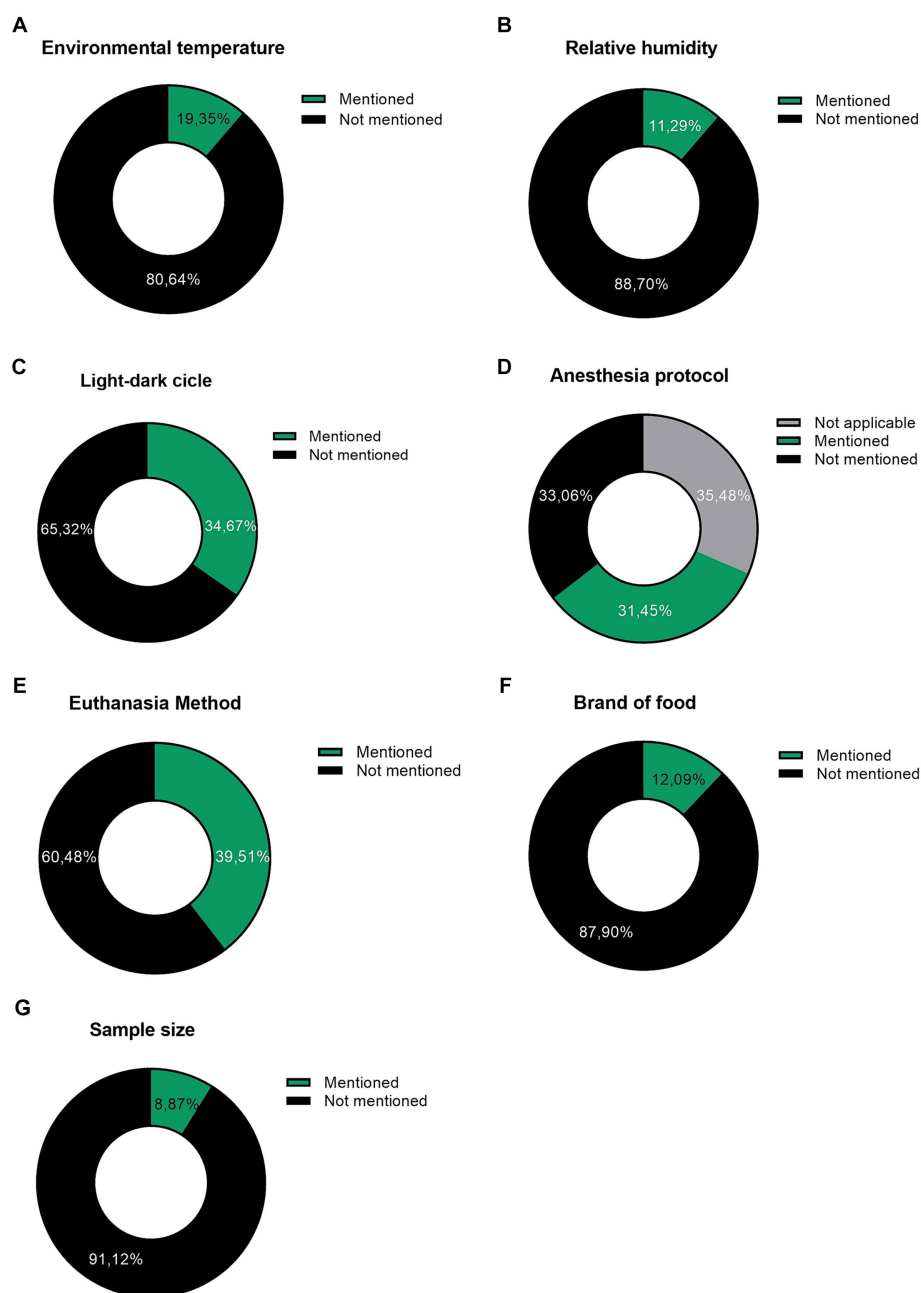 A
Environmental temperature
Mentioned
Not mentioned
19,35%
80,64%
B
Relative humidity
Mentioned
Not mentioned
11,29%
88,70%
C
Light-dark cicle
Mentioned
Not mentioned
65,32%
34,67%
D
Anesthesia protocol
Not applicable
Mentioned
Not mentioned
33,06%
35,48%
31,45%
E
Euthanasia Method
Mentioned
Not mentioned
60,48%
39,51%
F
Brand of food
Mentioned
Not mentioned
12,09%
87,90%
G
Sample size
Mentioned
Not mentioned
8,87%
91,12%